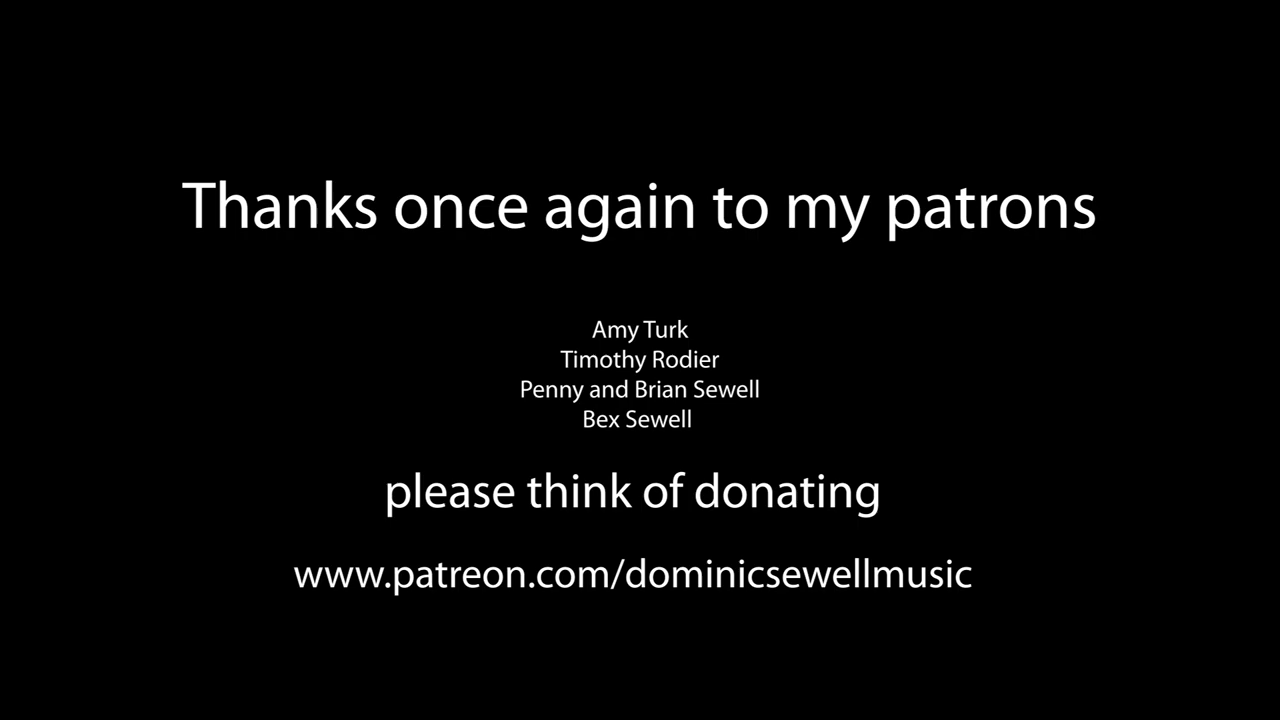 Thanks once again to my patrons
Amy Turk
Timothy Rodier
Penny and Brian Sewell
Bex Sewell
please think of donating
www.patreon.com/dominicsewellmusic